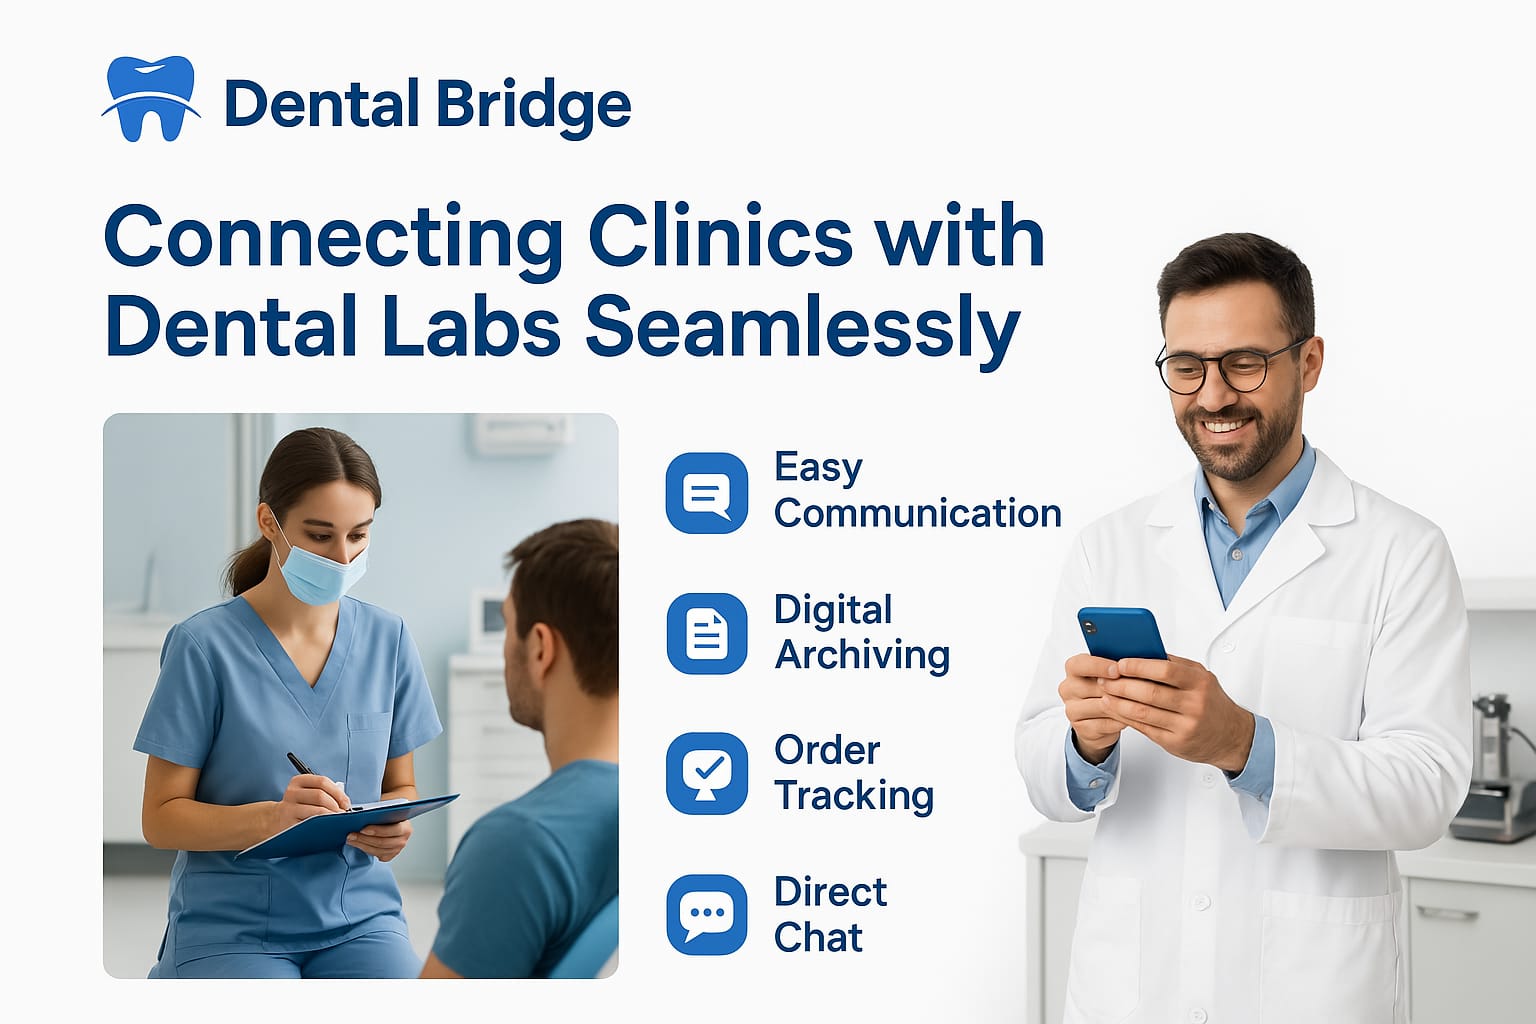 Dental Bridge
Connecting Clinics with
Dental Labs Seamlessly
Easy
Communication
Digital
Archiving
Order
Tracking
Direct
Chat